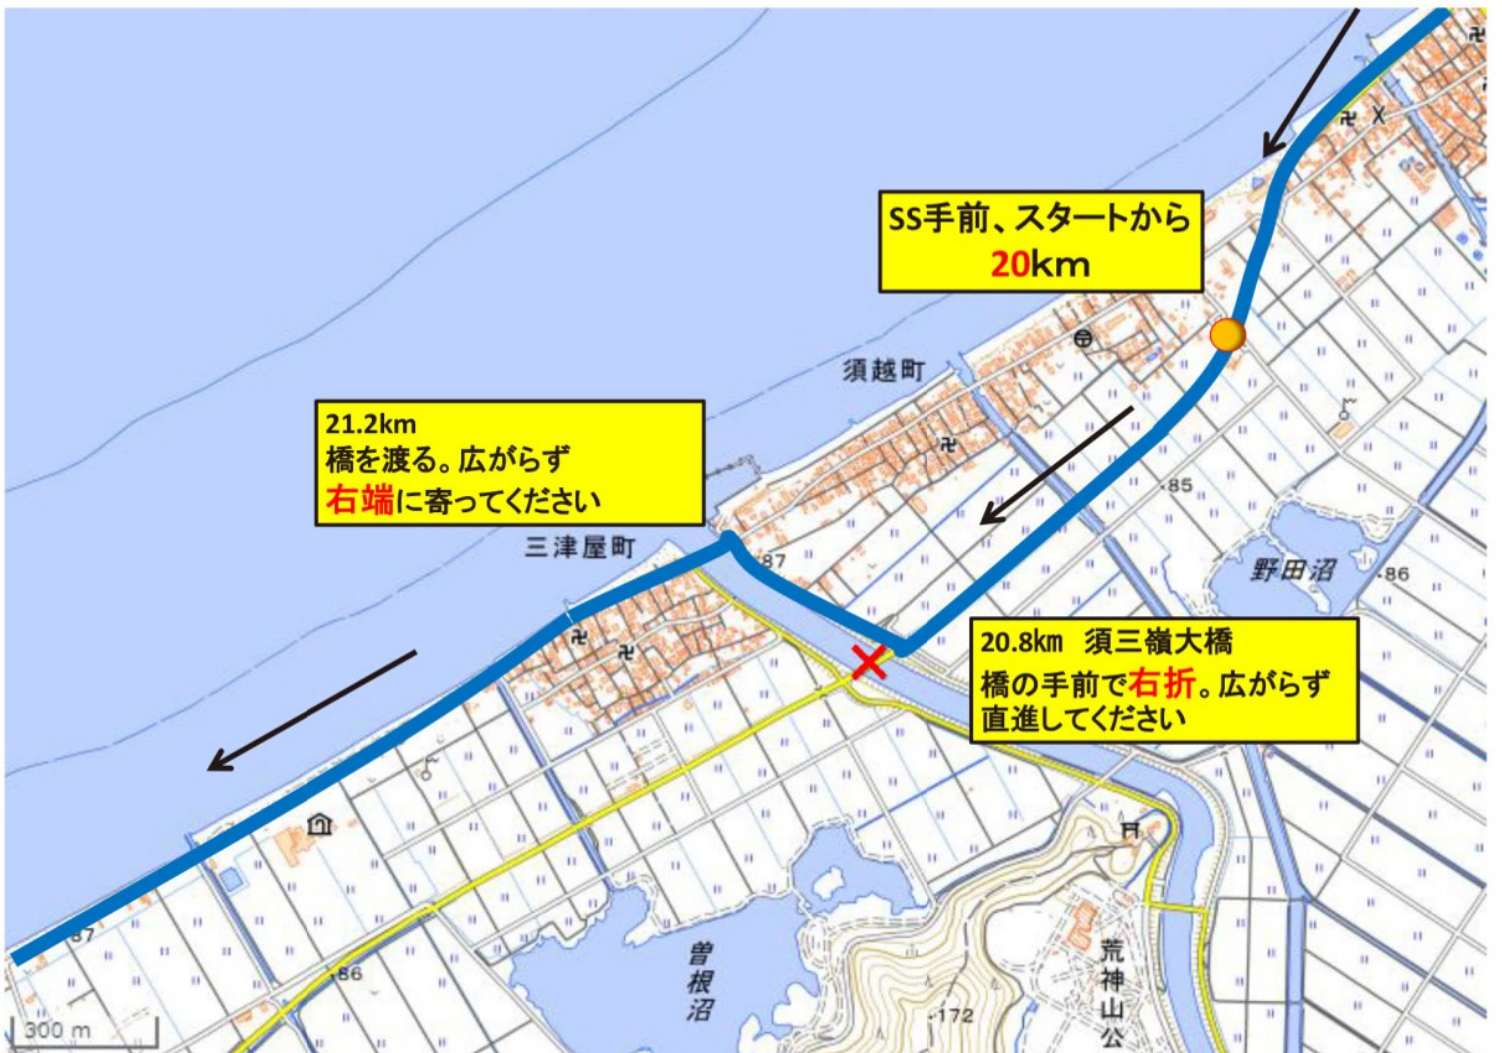 SS手前、スタートから
20km
須越町
21.2km
橋を渡る。広がらず
右端に寄ってください
三津屋町
87
85
野田沼
86
20.8㎞ 須三嶺大橋
橋の手前で右折。広がらず
直進してください
87
86
曽根沼
荒神山公
172
300 m